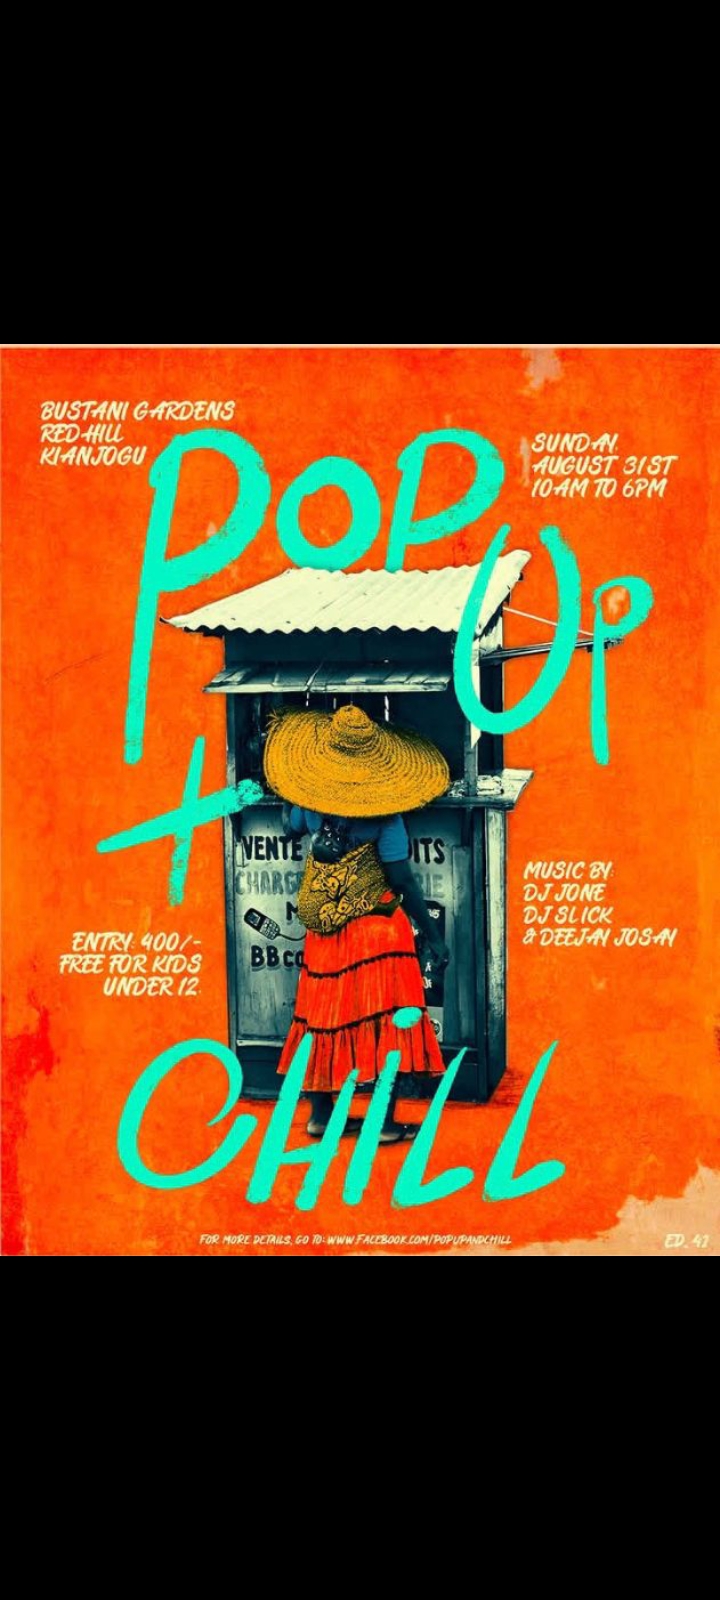 BUSTANI GARDENS
RED HILL
KIANJOGU
SUNDAY.
AUGUST 31ST
10AM TO 6PM
POP
UP
+
VENTE
CHARGE
BB
MUSIC BY:
DJ JONE
DJ SLICK
& DEEJAY JOSAY
ENTRY: 400/-
FREE FOR KIDS
UNDER 12.
CHiLL
FOR MORE DETAILS, GO TO: WWW.FACEBOOK.COM/POPUPANDCHILL
ED. 42